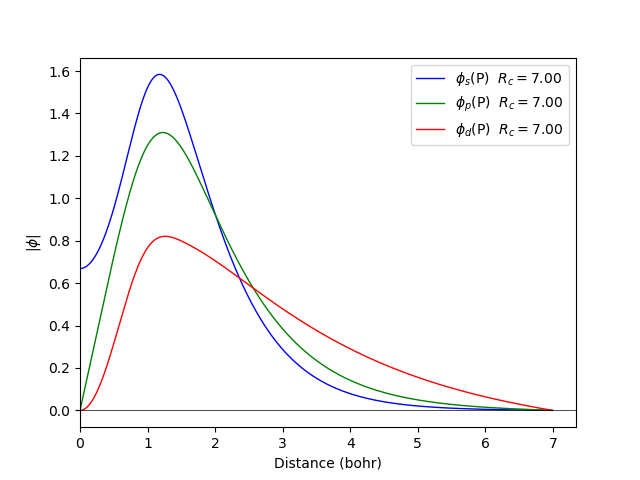 ϕs(P) Rc = 7.00
ϕp(P) Rc = 7.00
ϕd(P) Rc = 7.00
1.6
1.4
1.2
1.0
0.8
0.6
0.4
0.2
0.0
|ϕ|
0 1 2 3 4 5 6 7
Distance (bohr)